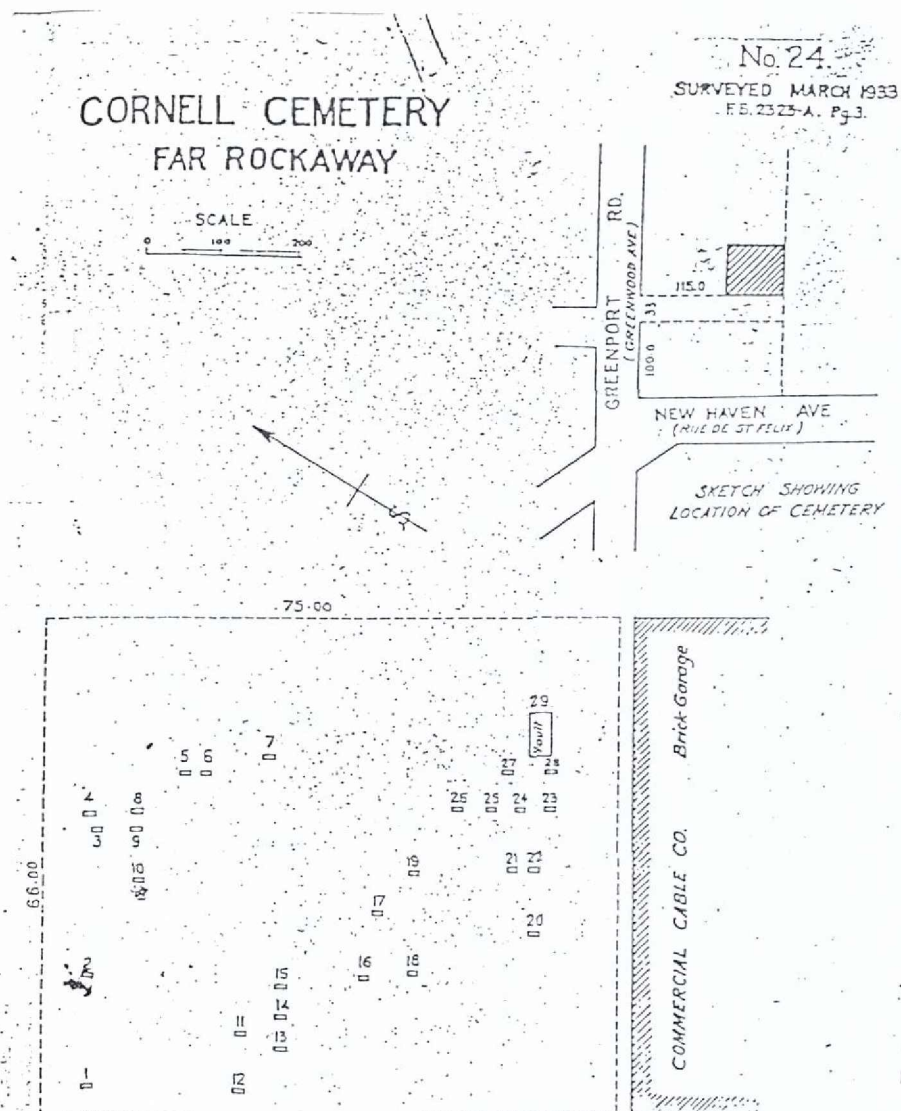 No. 24.
SURVEYED MARCH 1933
F.B. 2323-A. Pg. 3.
CORNELL CEMETERY
FAR ROCKAWAY
SCALE
0 100 200
GREENPORT RD.
(GREENWOOD AVE)
115.0
33
100.0
NEW HAVEN AVE
(RUE DE ST FELIX)
SKETCH SHOWING
LOCATION OF CEMETERY
75.00
66.00
29
Vault
7
5 6
27 28
4 8
26 25 24 23
3 9
10
19 21 22
17
20
2
15 16 18
14
11
13
1 12
Brick Garage
COMMERCIAL CABLE CO.